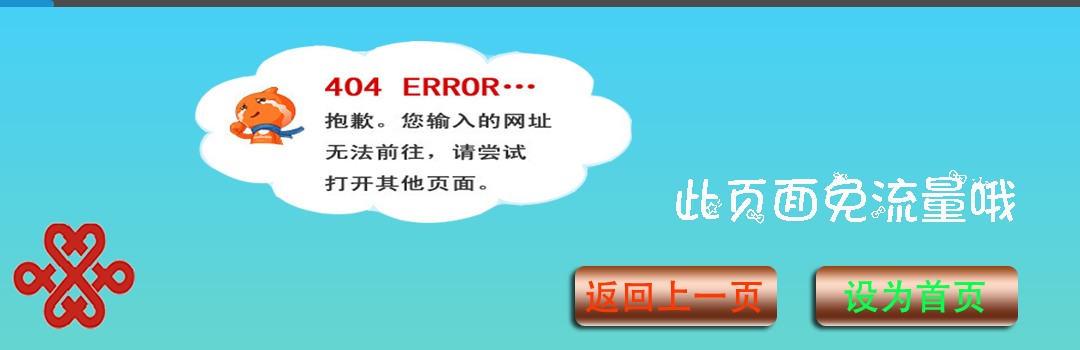 404 ERROR…
抱歉。您输入的网址
无法前往，请尝试
打开其他页面。
此页面免流量哦
返回上一页
设为首页